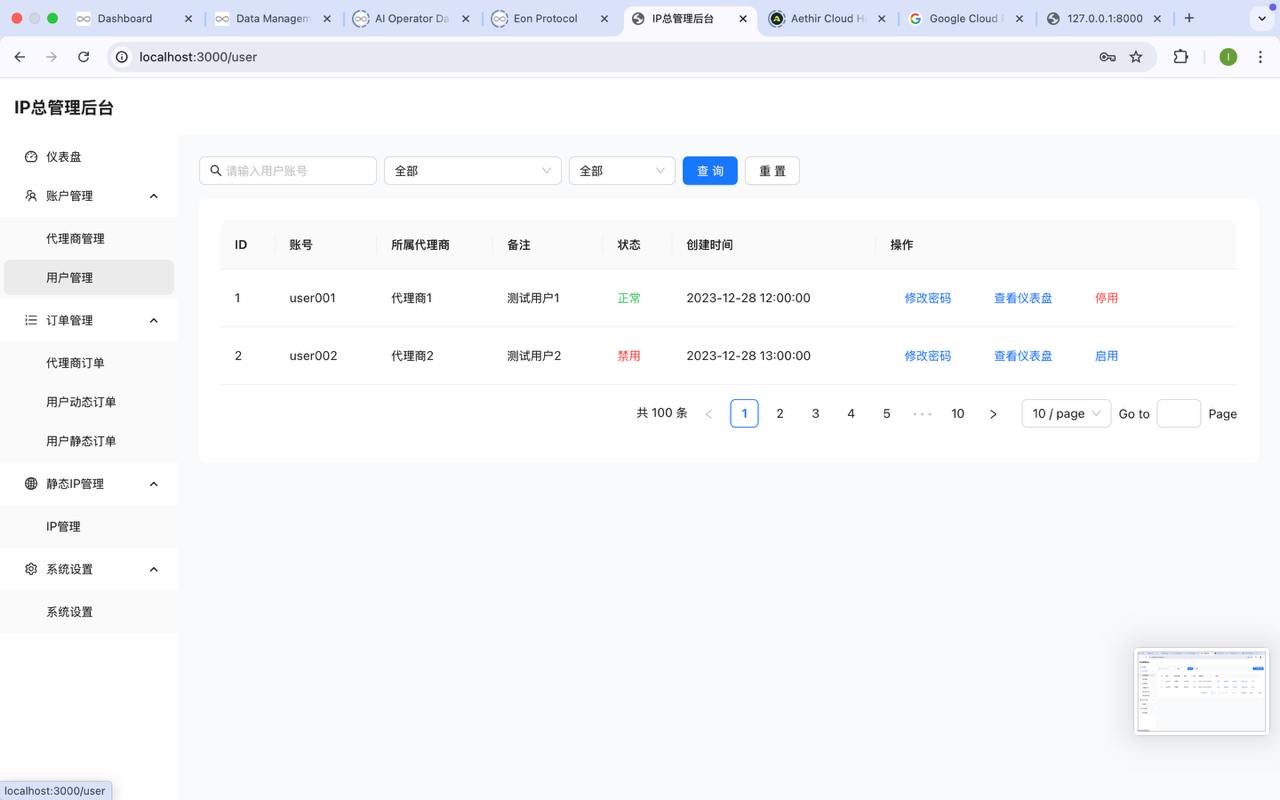 Dashboard
Data Managem
AI Operator Da
Eon Protocol
IP总管理后台
Aethir Cloud H
Google Cloud
127.0.0.1:8000
localhost:3000/user
I
IP总管理后台
仪表盘
账户管理
代理商管理
用户管理
订单管理
代理商订单
用户动态订单
用户静态订单
静态IP管理
IP管理
系统设置
系统设置
请输入用户账号 全部 全部 查 询 重 置
ID 账号 所属代理商 备注 状态 创建时间 操作
1 user001 代理商1 测试用户1 正常 2023-12-28 12:00:00 修改密码 查看仪表盘 停用
2 user002 代理商2 测试用户2 禁用 2023-12-28 13:00:00 修改密码 查看仪表盘 启用
共 100 条 < 1 2 3 4 5 ··· 10 > 10 / page Go to Page
localhost:3000/user